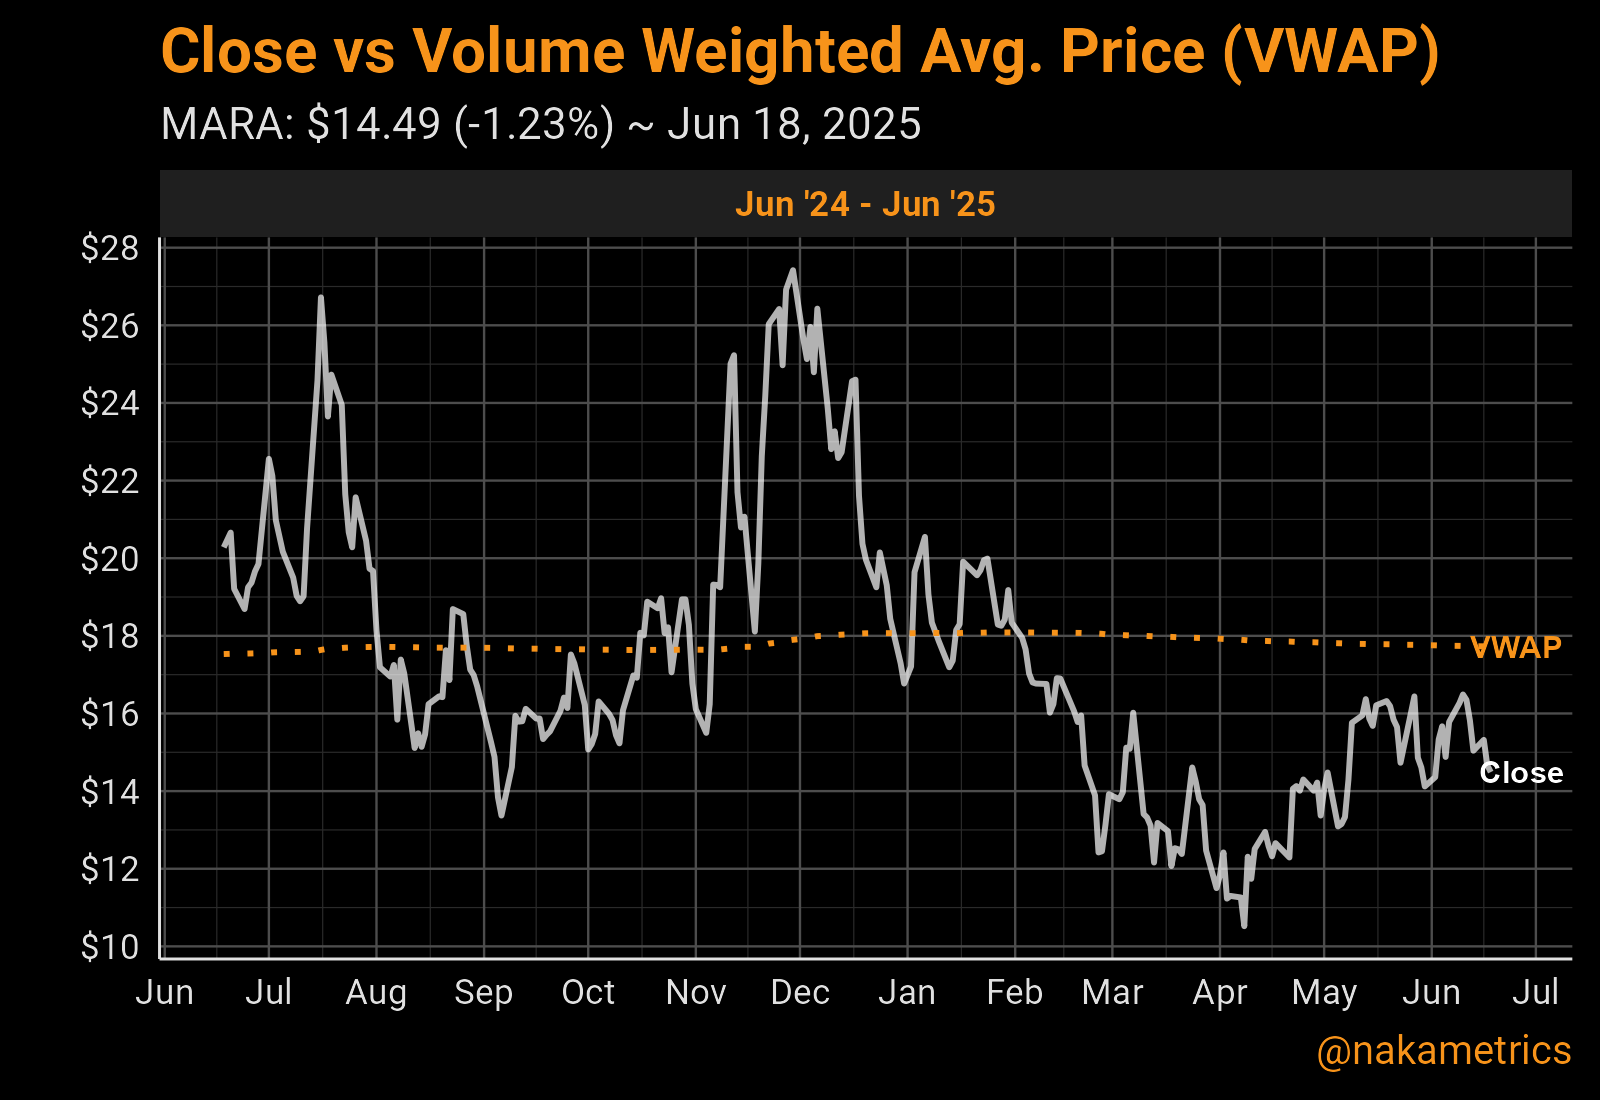 Close vs Volume Weighted Avg. Price (VWAP)
MARA: $14.49 (-1.23%) ~ Jun 18, 2025
Jun '24 - Jun '25
$28
$26
$24
$22
$20
$18
$16
$14
$12
$10
VWAP
Close
Jun Jul Aug Sep Oct Nov Dec Jan Feb Mar Apr May Jun Jul
@nakametrics